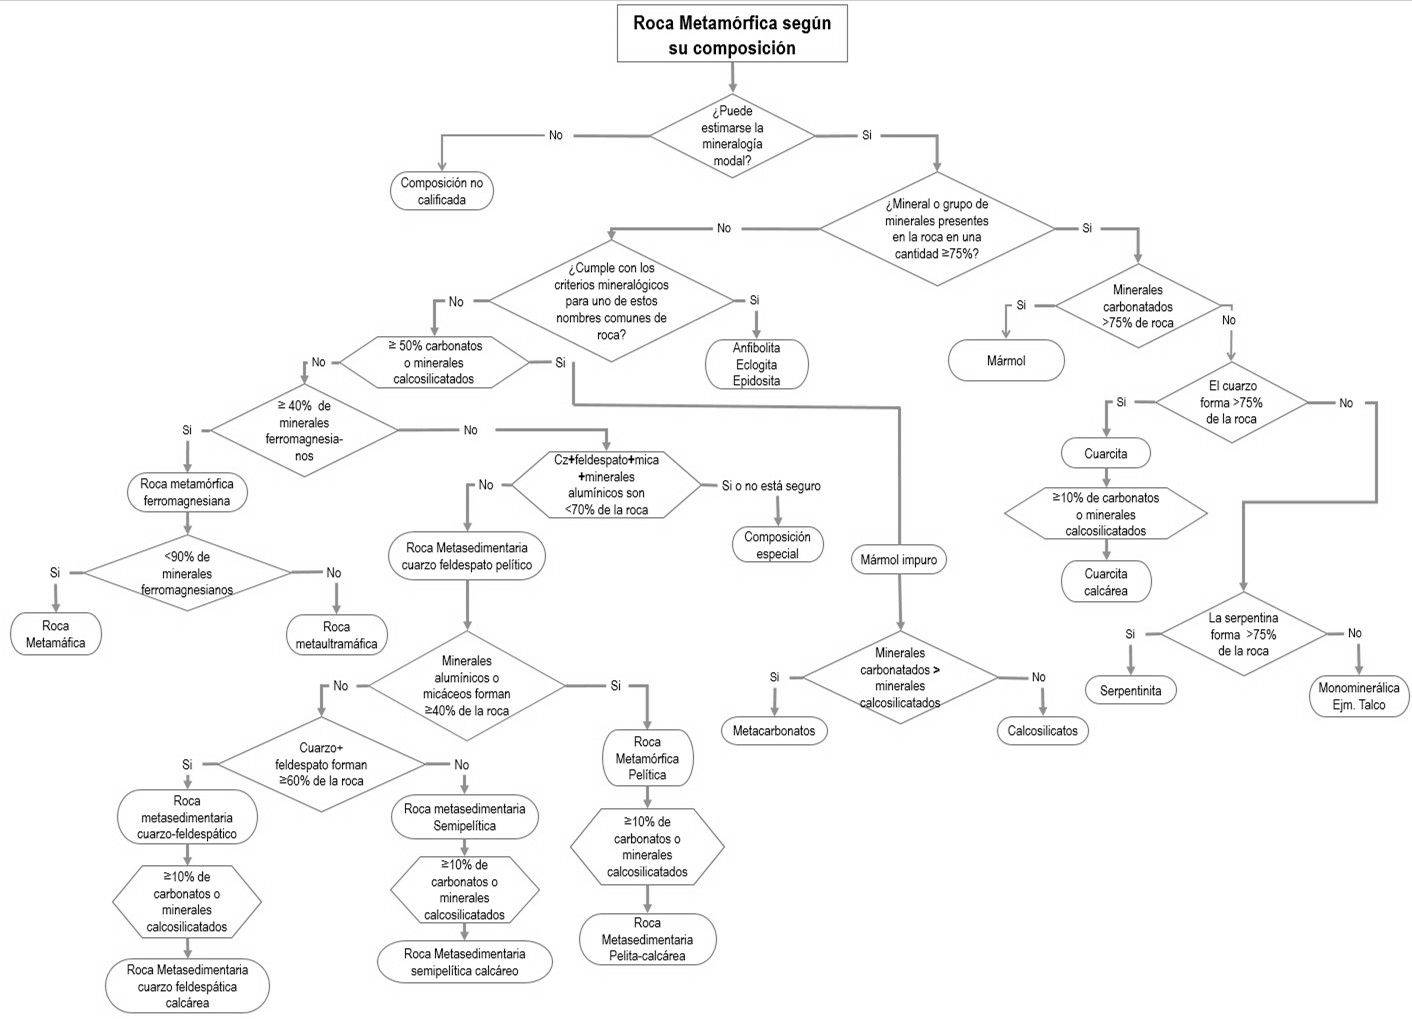 Roca Metamórfica según
su composición
¿Puede
estimarse la
mineralogía
modal?
No
Si
Composición no
calificada
¿Mineral o grupo de
minerales presentes
en la roca en una
cantidad ≥75%?
No
Si
¿Cumple con los
criterios mineralógicos
para uno de estos
nombres comunes de
roca?
No
Si
Anfibolita
Eclogita
Epidosita
Minerales
carbonatados
>75% de roca
Si
No
Mármol
≥ 50% carbonatos
o minerales
calcosilicatados
No
Si
El cuarzo
forma >75%
de la roca
Si
No
≥ 40% de
minerales
ferromagnesia-
nos
Si
No
Cuarcita
Cz+feldespato+mica
+minerales
alumínicos son
<70% de la roca
No
Si o no está seguro
Roca metamórfica
ferromagnesiana
≥10% de carbonatos
o minerales
calcosilicatados
Composición
especial
Roca Metasedimentaria
cuarzo feldespato pelítico
Mármol impuro
Cuarcita
calcárea
<90% de
minerales
ferromagnesianos
Si
No
Roca
Metamáfica
Roca
metaultramáfica
La serpentina
forma >75%
de la roca
Si
No
Serpentinita
Monominerálica
Ejm. Talco
Minerales
alumínicos o
micáceos forman
≥40% de la roca
No
Si
Minerales
carbonatados >
minerales
calcosilicatados
Si
No
Metacarbonatos
Calcosilicatos
Cuarzo+
feldespato forman
≥60% de la roca
Si
No
Roca
Metamórfica
Pelítica
Roca
metasedimentaria
cuarzo-feldespático
Roca metasedimentaria
Semipelítica
≥10% de
carbonatos o
minerales
calcosilicatados
≥10% de
carbonatos o
minerales
calcosilicatados
≥10% de
carbonatos o
minerales
calcosilicatados
Roca
Metasedimentaria
Pelita-calcárea
Roca Metasedimentaria
semipelítica calcáreo
Roca Metasedimentaria
cuarzo feldespática
calcárea